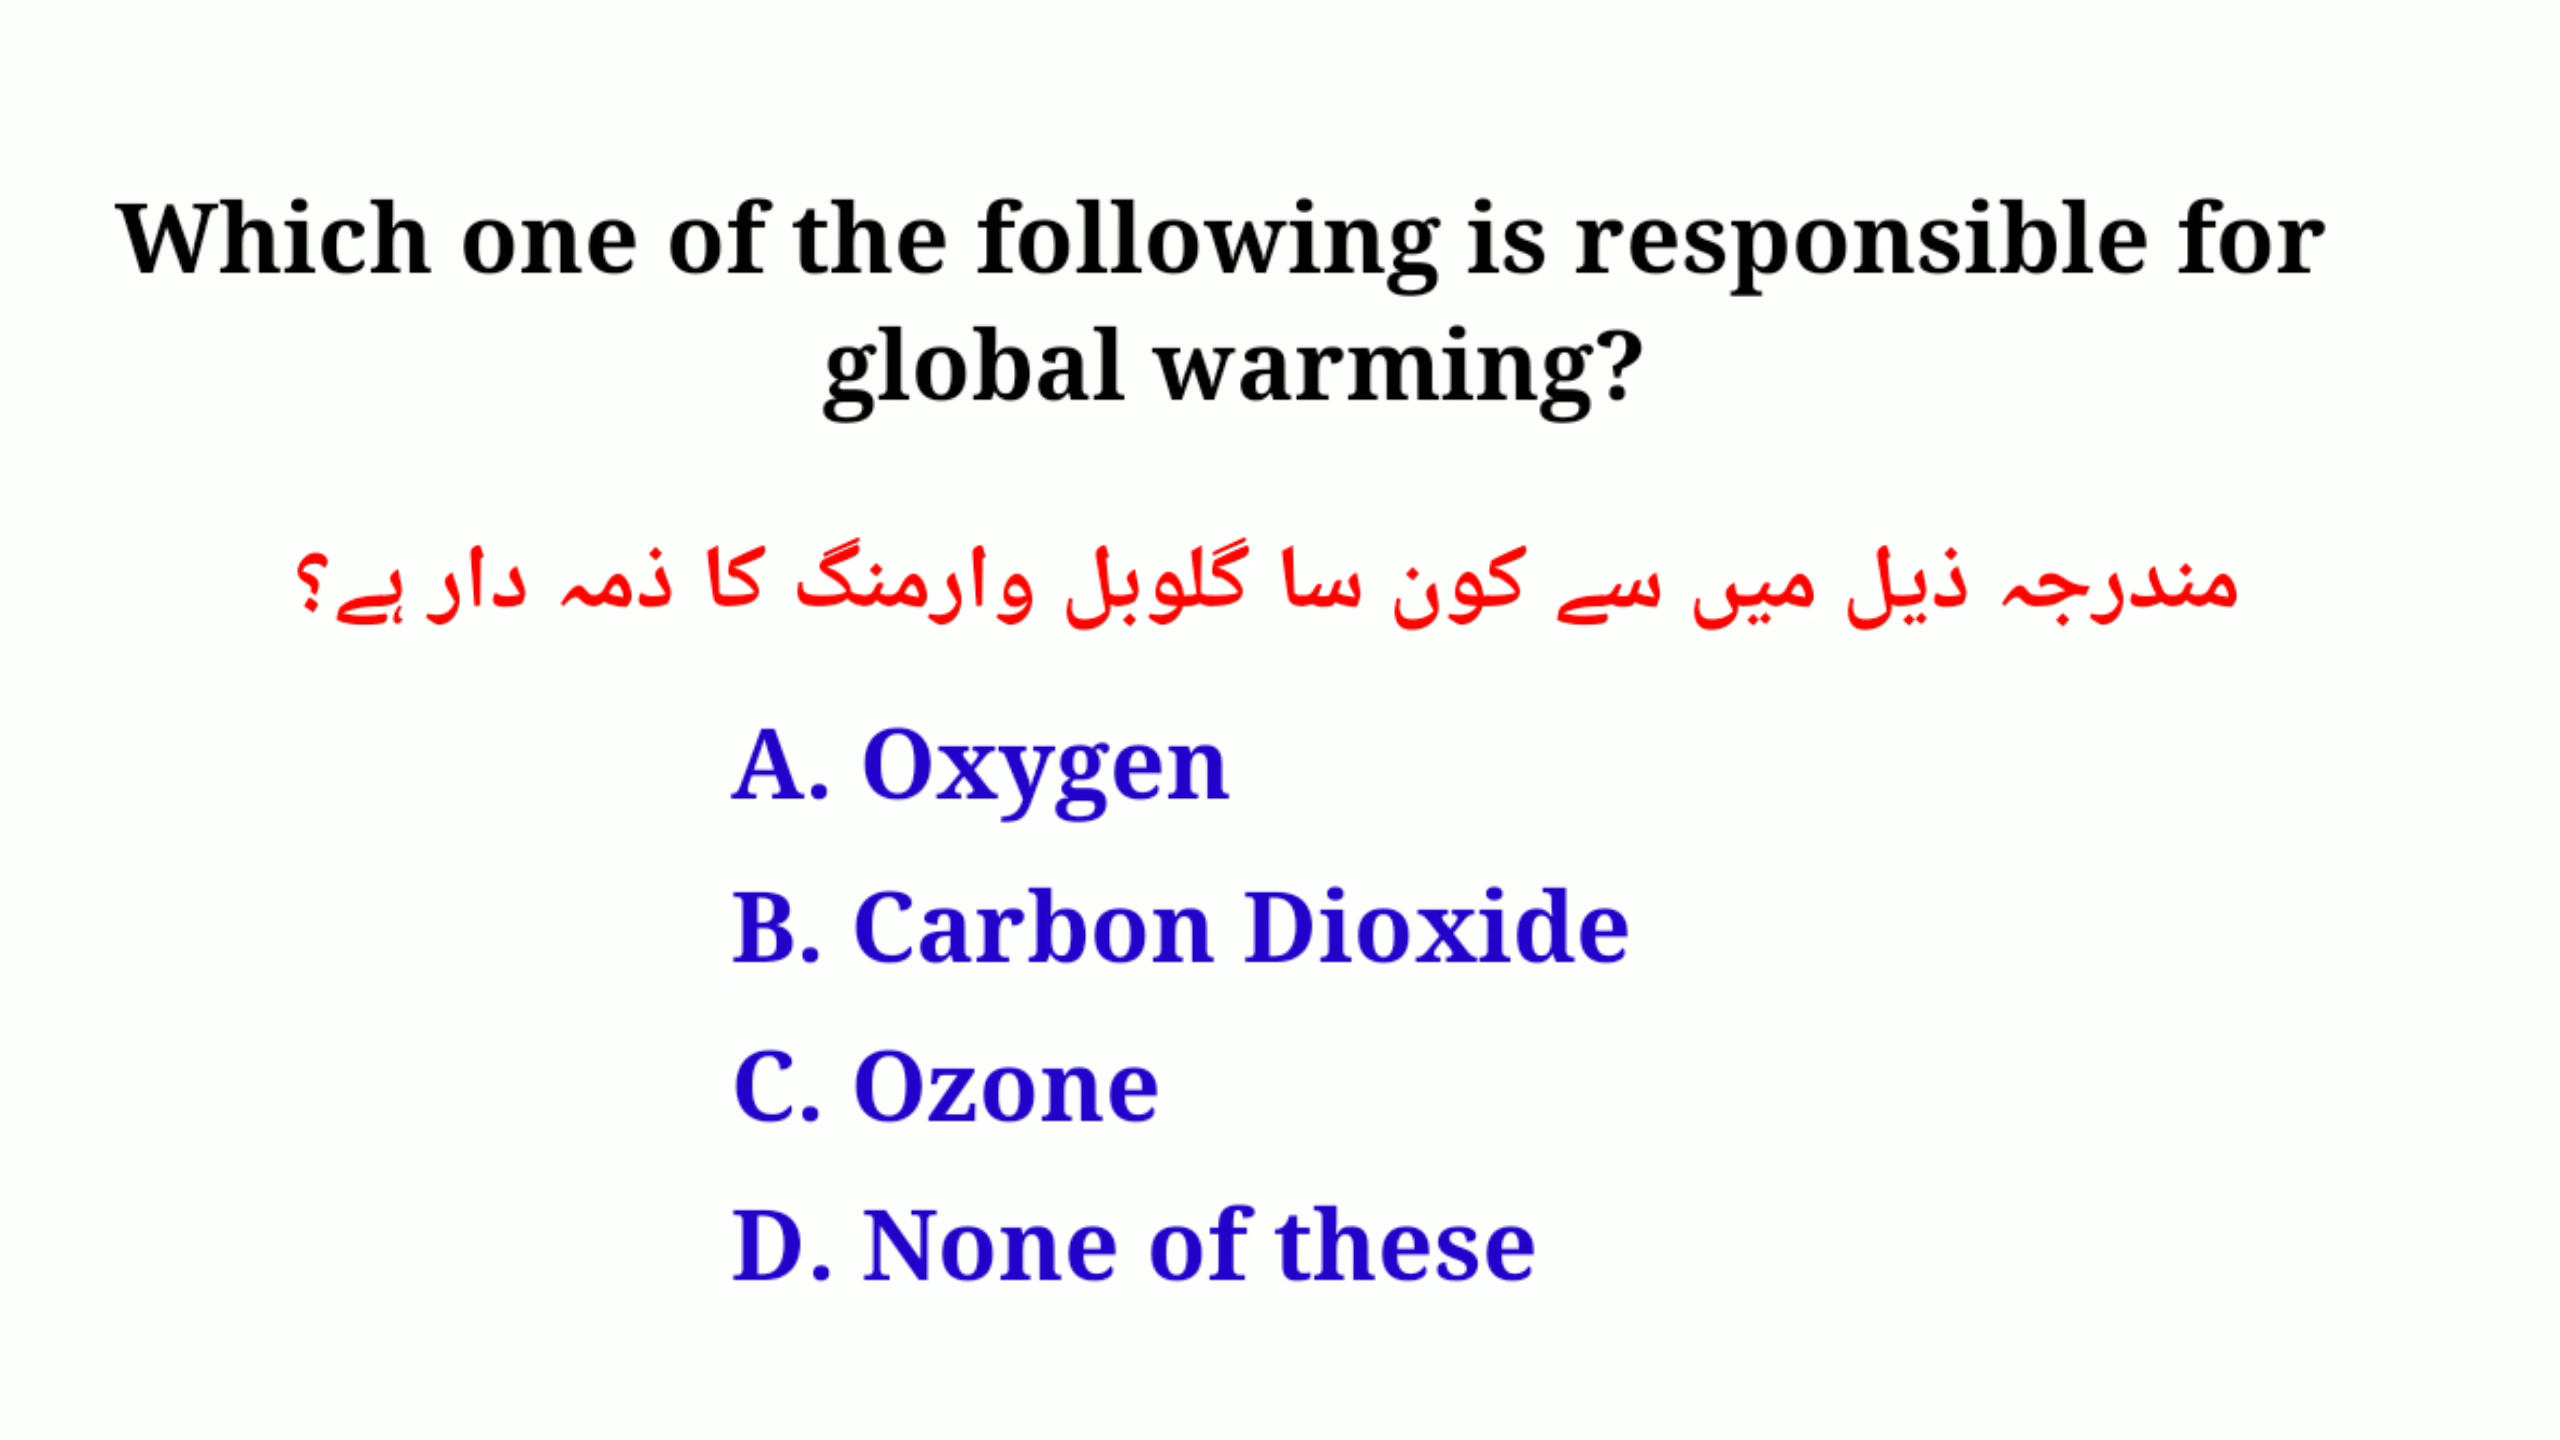 Which one of the following is responsible for
global warming?
مندرجہ ذیل میں سے کون سا گلوبل وارمنگ کا ذمہ دار ہے؟
A. Oxygen
B. Carbon Dioxide
C. Ozone
D. None of these